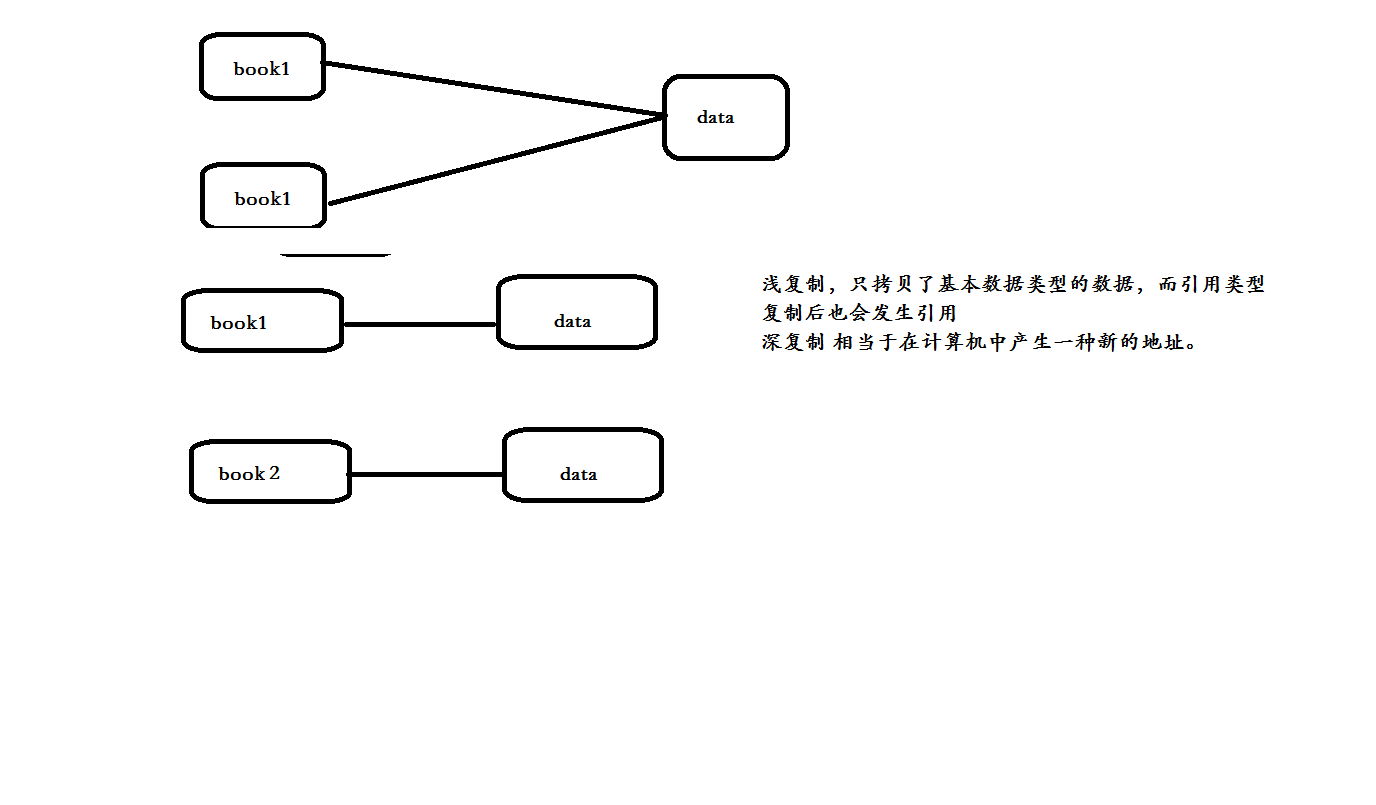 book1
data
book1
book1
data
浅复制，只拷贝了基本数据类型的数据，而引用类型
复制后也会发生引用
深复制 相当于在计算机中产生一种新的地址。
book 2
data